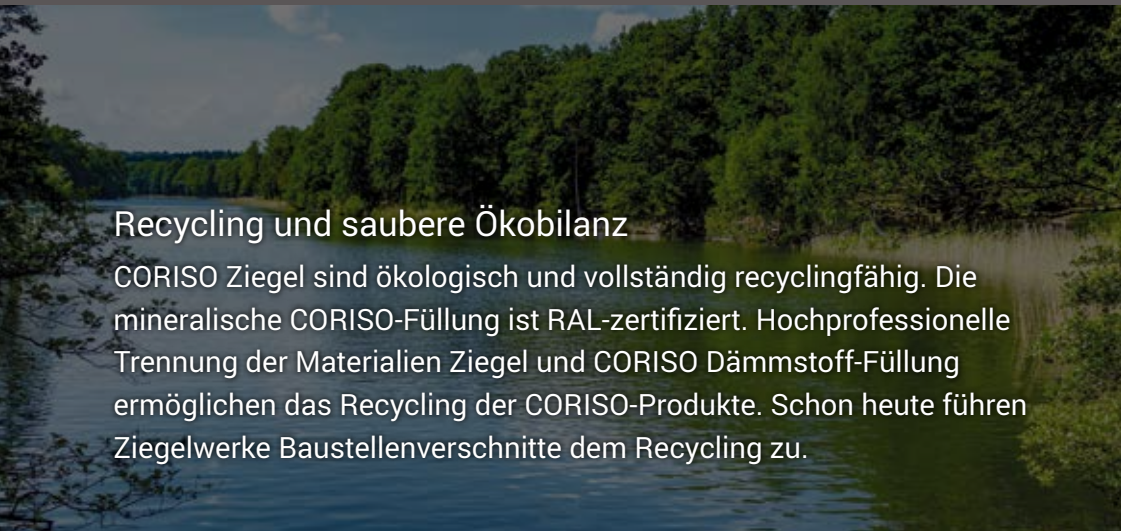 Recycling und saubere Ökobilanz
CORISO Ziegel sind ökologisch und vollständig recyclingfähig. Die
mineralische CORISO-Füllung ist RAL-zertifiziert. Hochprofessionelle
Trennung der Materialien Ziegel und CORISO Dämmstoff-Füllung
ermöglichen das Recycling der CORISO-Produkte. Schon heute führen
Ziegelwerke Baustellenverschnitte dem Recycling zu.